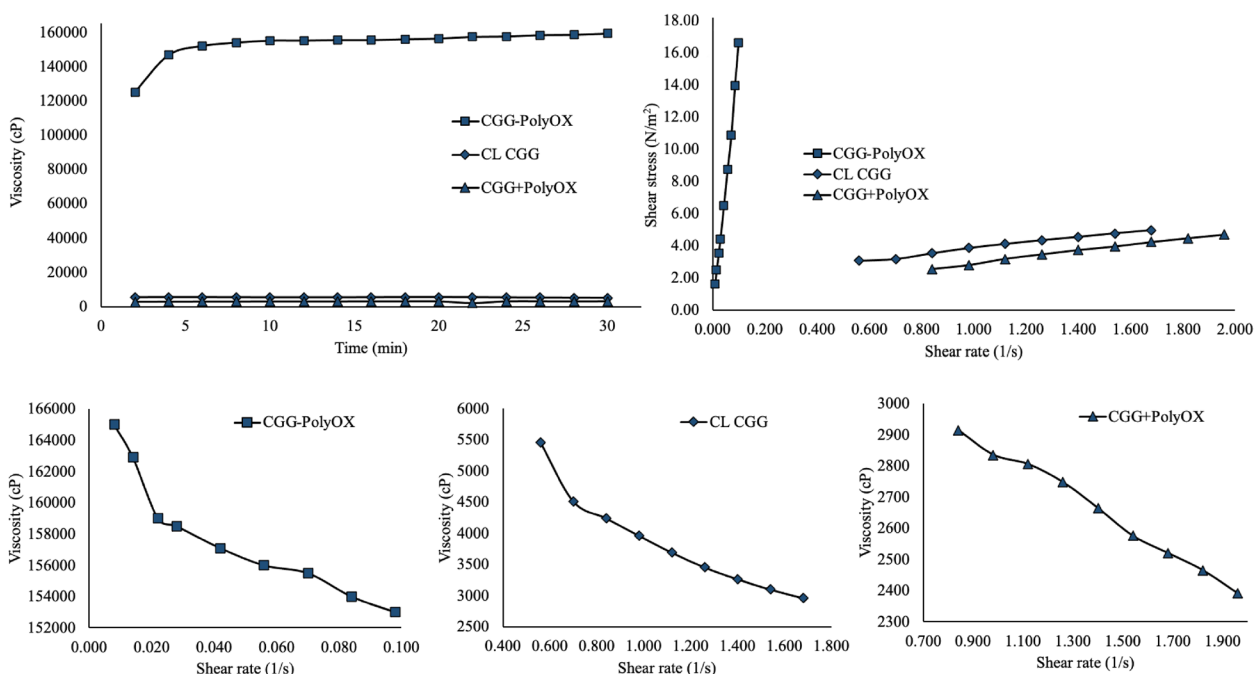 160000
140000
120000
100000
80000
60000
40000
20000
0
Viscosity (cP)
CGG-PolyOX
CL CGG
CGG+PolyOX
0 5 10 15 20 25 30
Time (min)
18.00
16.00
14.00
12.00
10.00
8.00
6.00
4.00
2.00
0.00
Shear stress (N/m²)
CGG-PolyOX
CL CGG
CGG+PolyOX
0.000 0.200 0.400 0.600 0.800 1.000 1.200 1.400 1.600 1.800 2.000
Shear rate (1/s)
166000
164000
162000
160000
158000
156000
154000
152000
Viscosity (cP)
CGG-PolyOX
0.000 0.020 0.040 0.060 0.080 0.100
Shear rate (1/s)
6000
5500
5000
4500
4000
3500
3000
2500
Viscosity (cP)
CL CGG
0.400 0.600 0.800 1.000 1.200 1.400 1.600 1.800
Shear rate (1/s)
3000
2900
2800
2700
2600
2500
2400
2300
Viscosity (cP)
CGG+PolyOX
0.700 0.900 1.100 1.300 1.500 1.700 1.900
Shear rate (1/s)